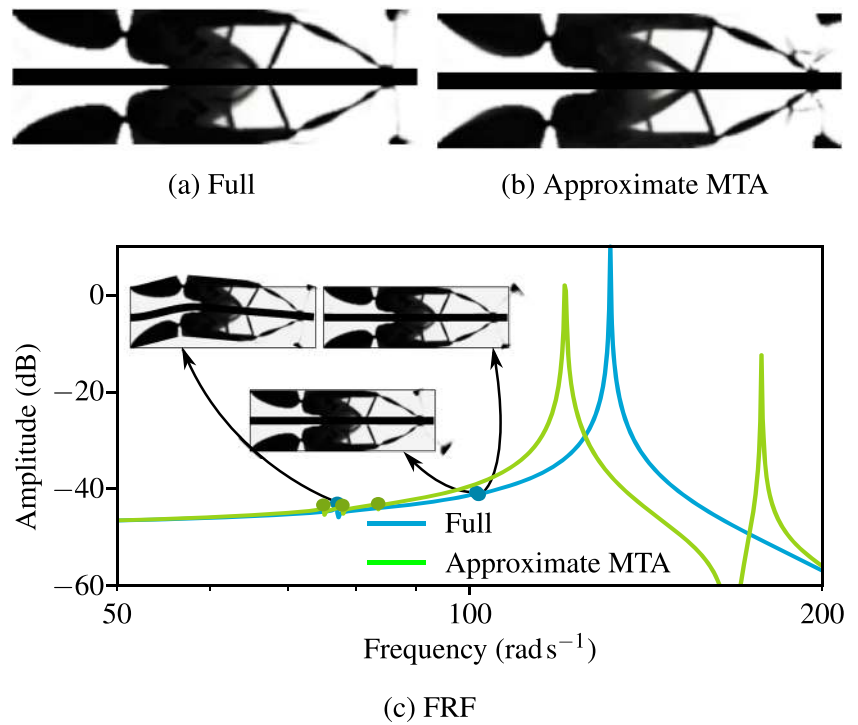 (a) Full
(b) Approximate MTA
0
−20
−40
−60
Amplitude (dB)
Full
Approximate MTA
50
100
200
Frequency (rad s⁻¹)
(c) FRF